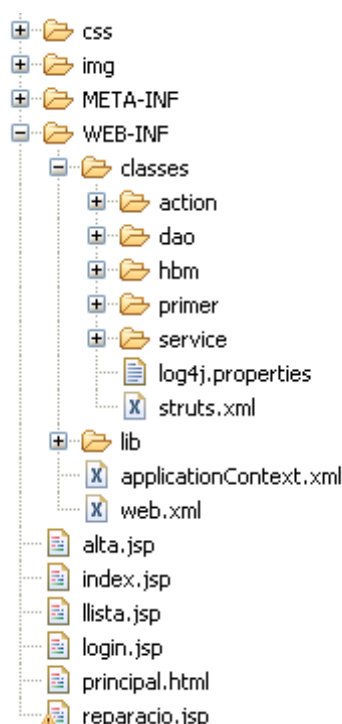 css
img
META-INF
WEB-INF
classes
action
dao
hbm
primer
service
log4j.properties
struts.xml
lib
applicationContext.xml
web.xml
alta.jsp
index.jsp
llista.jsp
login.jsp
principal.html
reparacio.jsp